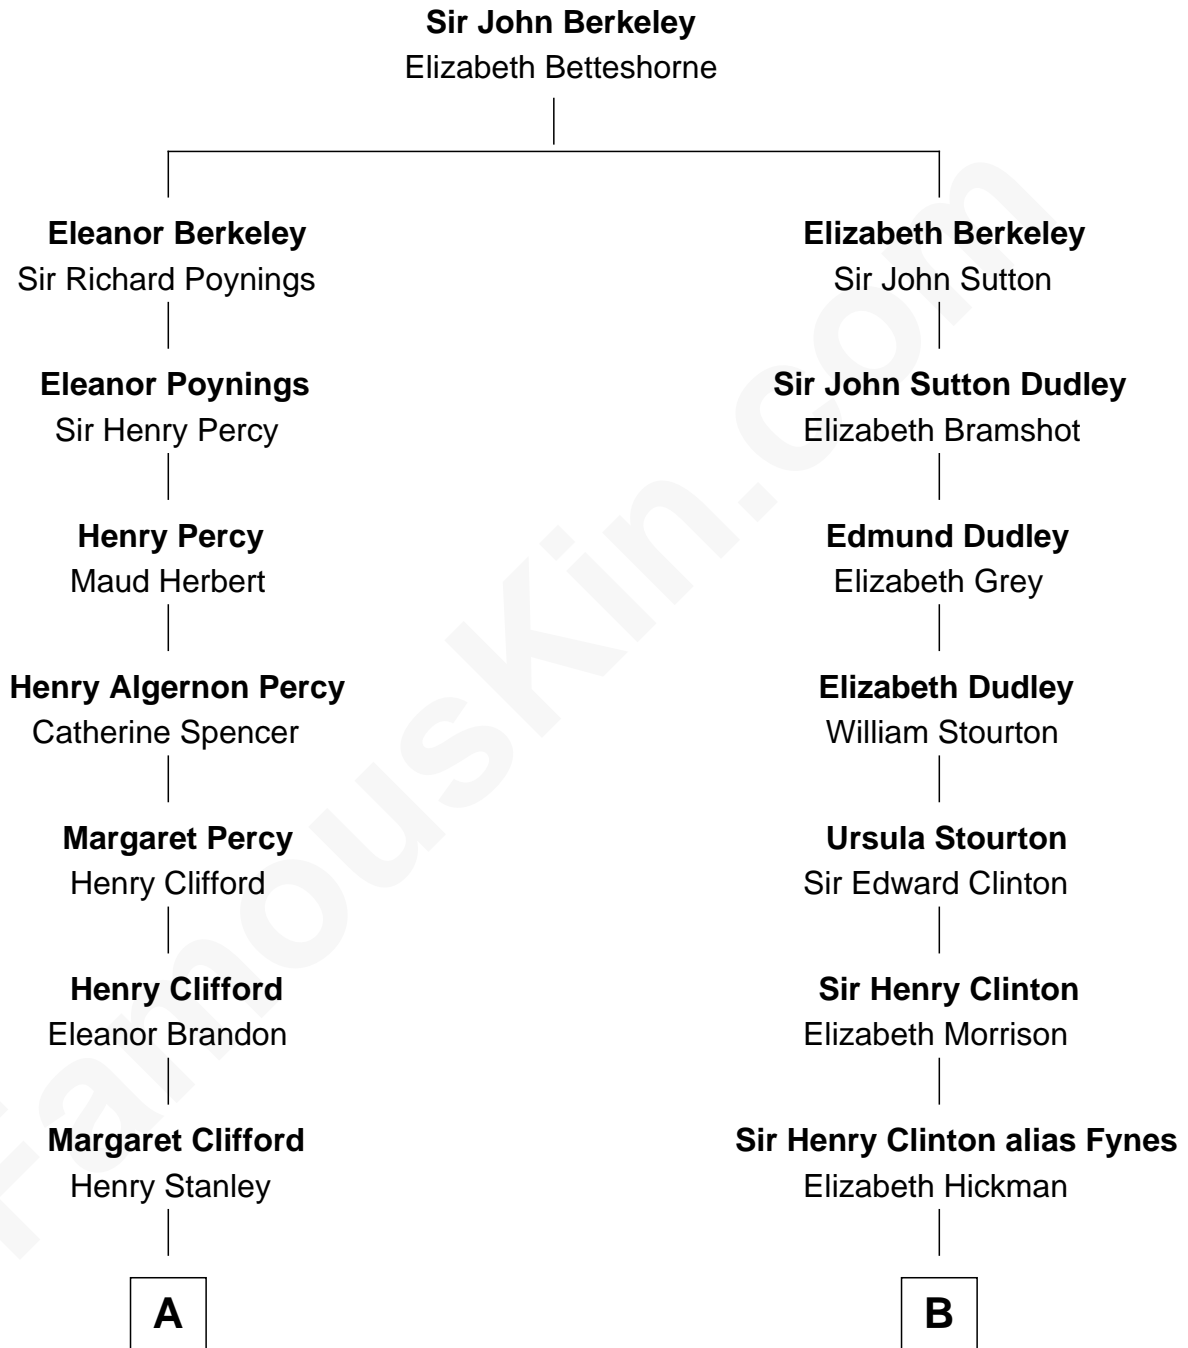 Sir John Berkeley
Elizabeth Betteshorne
Eleanor Berkeley
Sir Richard Poynings
Eleanor Poynings
Sir Henry Percy
Henry Percy
Maud Herbert
Henry Algernon Percy
Catherine Spencer
Margaret Percy
Henry Clifford
Henry Clifford
Eleanor Brandon
Margaret Clifford
Henry Stanley
A
Elizabeth Berkeley
Sir John Sutton
Sir John Sutton Dudley
Elizabeth Bramshot
Edmund Dudley
Elizabeth Grey
Elizabeth Dudley
William Stourton
Ursula Stourton
Sir Edward Clinton
Sir Henry Clinton
Elizabeth Morrison
Sir Henry Clinton alias Fynes
Elizabeth Hickman
B
FamousKin.com